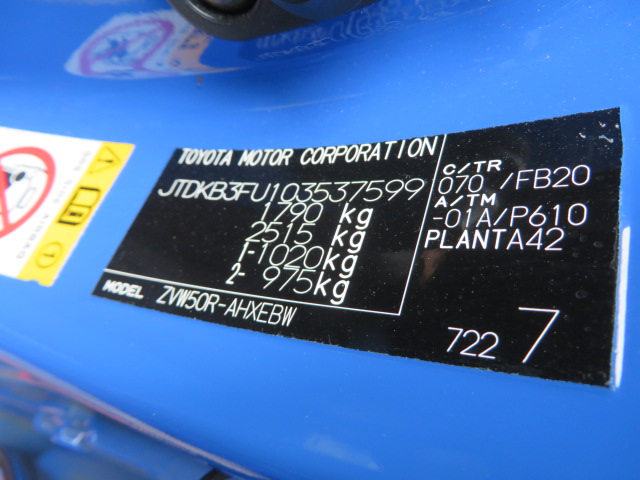 TOYOTA MOTOR CORPORATION
JTDKB3FU103537599
1790 kg
2515 kg
1-1020kg
2- 975kg
MODEL ZVW50R-AHXEBW
C/TR
070 /FB20
A/TM
-01A/P610
PLANTA42
722 7